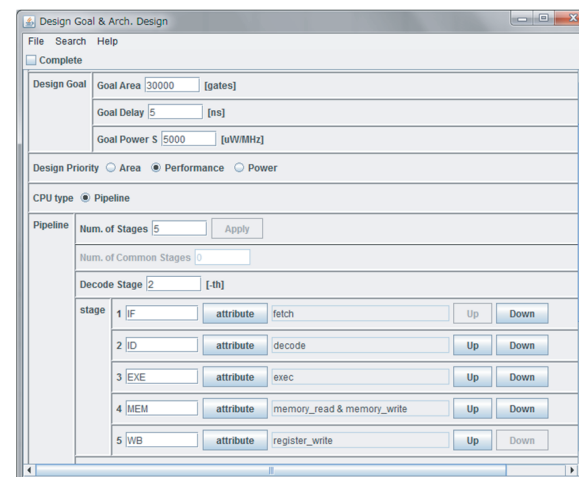 Design Goal & Arch. Design
File Search Help
Complete
Design Goal Goal Area 30000 [gates]
Goal Delay 5 [ns]
Goal Power S 5000 [uW/MHz]
Design Priority Area Performance Power
CPU type Pipeline
Pipeline Num. of Stages 5 Apply
Num. of Common Stages 0
Decode Stage 2 [-th]
stage 1 IF attribute fetch Up Down
2 ID attribute decode Up Down
3 EXE attribute exec Up Down
4 MEM attribute memory_read & memory_write Up Down
5 WB attribute register_write Up Down